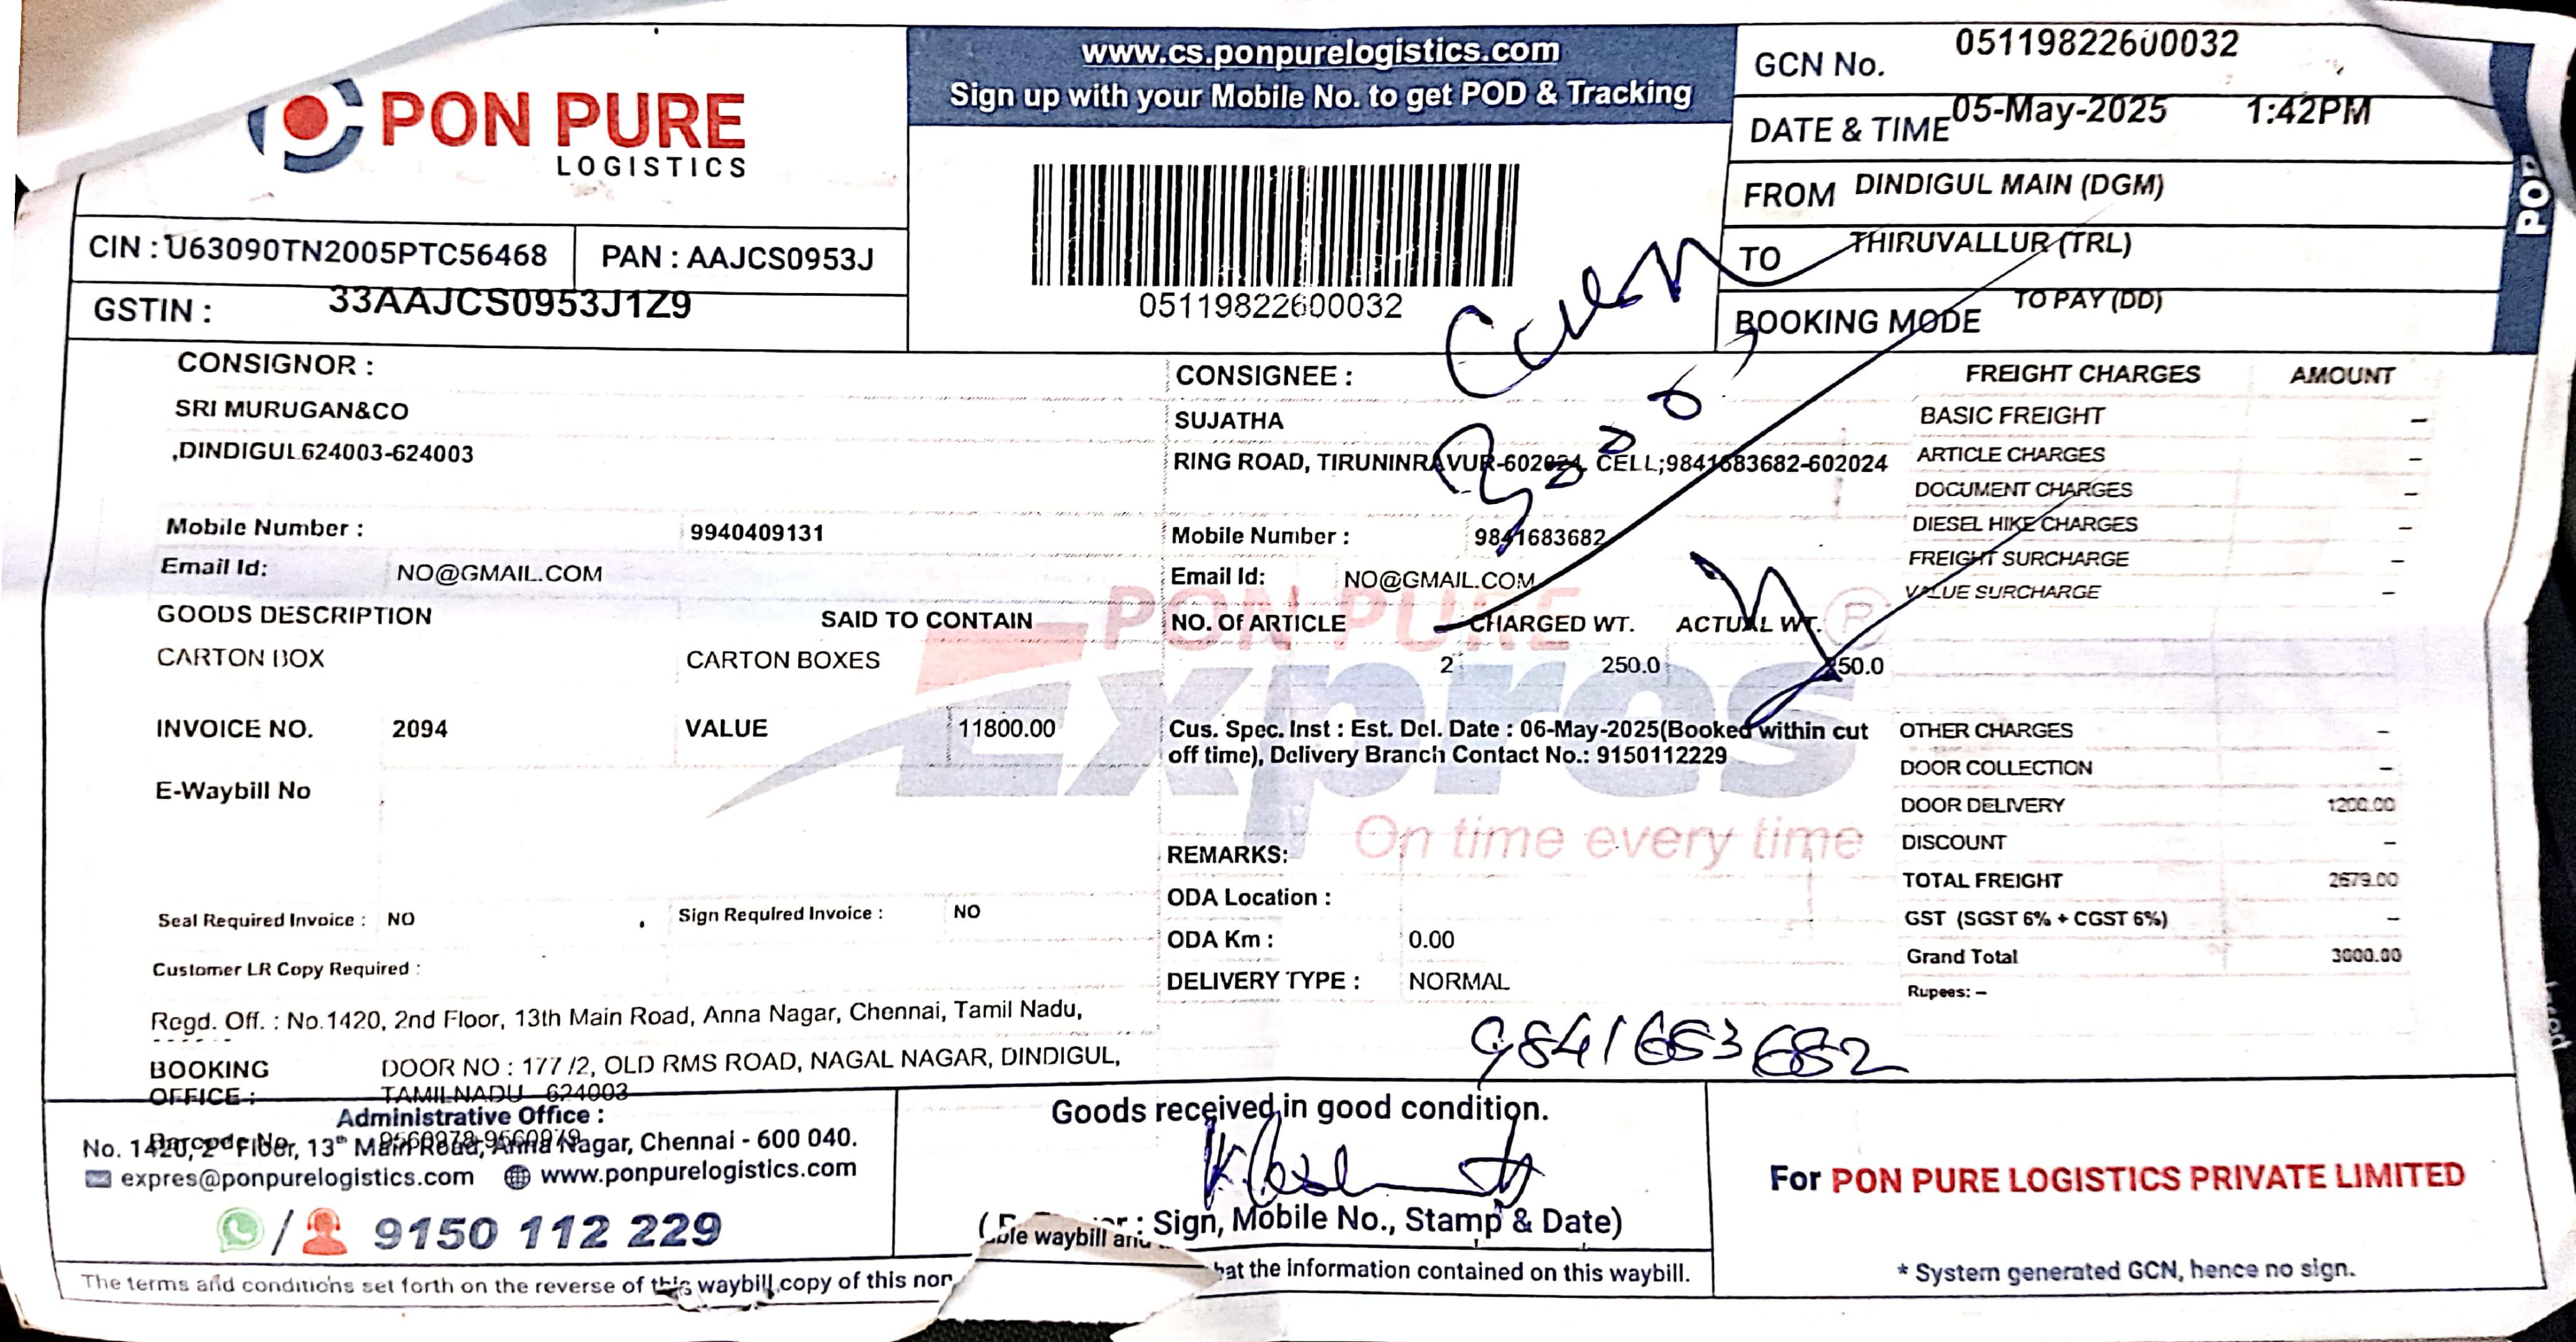 PON PURE
LOGISTICS
CIN : U63090TN2005PTC56468
PAN : AAJCS0953J
GSTIN : 33AAJCS0953J1Z9
www.cs.ponpurelogistics.com
Sign up with your Mobile No. to get POD & Tracking
05119822600032
GCN No. 05119822600032
DATE & TIME 05-May-2025 1:42PM
FROM DINDIGUL MAIN (DGM)
TO THIRUVALLUR (TRL)
BOOKING MODE TO PAY (DD)
POD
CONSIGNOR :
SRI MURUGAN&CO
,DINDIGUL624003-624003
Mobile Number : 9940409131
Email Id: NO@GMAIL.COM
GOODS DESCRIPTION SAID TO CONTAIN
CARTON BOX CARTON BOXES
INVOICE NO. 2094 VALUE 11800.00
E-Waybill No
Seal Required Invoice : NO Sign Required Invoice : NO
Customer LR Copy Required :
Regd. Off. : No.1420, 2nd Floor, 13th Main Road, Anna Nagar, Chennai, Tamil Nadu,
BOOKING OFFICE : DOOR NO : 177 /2, OLD RMS ROAD, NAGAL NAGAR, DINDIGUL,
TAMILNADU 624003
CONSIGNEE :
SUJATHA
RING ROAD, TIRUNINRAVUR-602024, CELL;9841683682-602024
Mobile Number : 9841683682
Email Id: NO@GMAIL.COM
NO. Of ARTICLE CHARGED WT. ACTUAL WT.
2 250.0 250.0
Cus. Spec. Inst : Est. Del. Date : 06-May-2025(Booked within cut
off time), Delivery Branch Contact No.: 9150112229
REMARKS:
ODA Location :
ODA Km : 0.00
DELIVERY TYPE : NORMAL
9841683682
PON PURE
Expres ®
On time every time
FREIGHT CHARGES AMOUNT
BASIC FREIGHT –
ARTICLE CHARGES –
DOCUMENT CHARGES –
DIESEL HIKE CHARGES –
FREIGHT SURCHARGE –
VALUE SURCHARGE –
OTHER CHARGES –
DOOR COLLECTION –
DOOR DELIVERY 1200.00
DISCOUNT –
TOTAL FREIGHT 2679.00
GST (SGST 6% + CGST 6%) –
Grand Total 3000.00
Rupees: –
Administrative Office :
Barcode No 9560978-9560979
No. 1420, 2nd Floor, 13th Main Road, Anna Nagar, Chennai - 600 040.
expres@ponpurelogistics.com www.ponpurelogistics.com
/ 9150 112 229
Goods received in good condition.
: Sign, Mobile No., Stamp & Date)
ble waybill and
For PON PURE LOGISTICS PRIVATE LIMITED
The terms and conditions set forth on the reverse of this waybill copy of this non
hat the information contained on this waybill.
* System generated GCN, hence no sign.